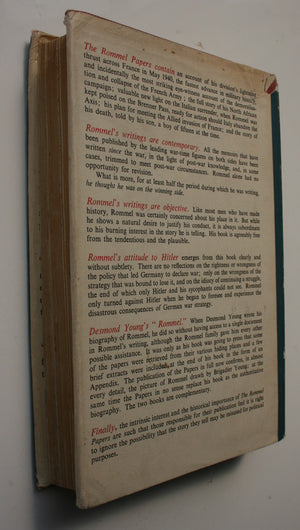 The Rommel Papers contain an account of his division's legendary
thrust across France in May 1940, the fastest advance in military history,
and incidentally the most striking eye-witness description of the
tion and collapse of the French Army ; the full story of his North African
campaign; valuable new light on the Italian surrender, when Rommel was
kept poised on the Brenner Pass, ready for action should Italy abandon the
Axis; his plan for meeting the Allied invasion of France; and the story of
his death, told by his son, a boy of fifteen at the time.
Rommel's writings are contemporary. All the memoirs that have
been published by the leading war-time figures on both sides have been
written since the war, in the light of post-war knowledge, and, in some
cases, trimmed to meet post-war circumstances. Rommel alone had no
opportunity for revision.
What is more, for at least half the period during which he was writing,
he thought he was on the winning side.
Rommel's writings are objective. Like most men who have made
history, Rommel was certainly concerned about his place in it. But while
he shows a natural desire to justify his conduct, it is always subordinate
to his burning interest in the story he is telling. His book is agreeably free
from the tendentious and the plausible.
Rommel's attitude to Hitler emerges from this book clearly and
without subtlety. There are no reflections on the rightness or wrongness of
the policy that led Germany to declare war; only on the wrongness of the
strategy that was bound to lose it, and on the idiocy of continuing a struggle,
the end of which only Hitler and his sycophants could not see. Rommel
only turned against Hitler when he began to foresee and experience the
disastrous consequences of German war strategy.
Desmond Young's "Rommel." When Desmond Young wrote his
biography of Rommel, he did so without having access to a single document
in Rommel's writing, although the Rommel family gave him every other
possible assistance. It was only as his book was going to press that some
of the papers were retrieved from their various hiding places and a few
brief extracts were included at the end of his book in the form of an
Appendix. The publication of the Papers in full now confirms, in almost
every detail, the picture of Rommel drawn by Brigadier Young: at the
same time the Papers in no sense replace his book as the authoritative
biography. The two books are complementary.
Finally, the intrinsic interest and the historical importance of The Rommel
Papers are such that those responsible for their publication feel it is right
to ignore the possibility that the story they tell may be misused for political
purposes.